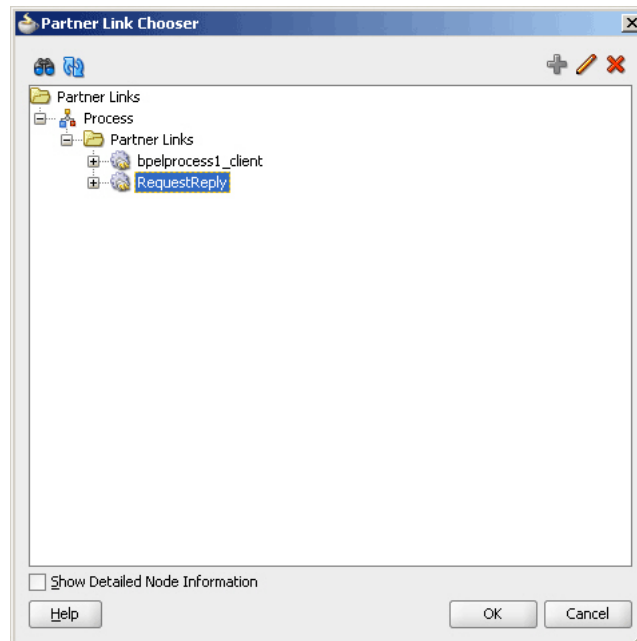 Partner Link Chooser
Partner Links
Process
Partner Links
bpelprocess1_client
RequestReply
Show Detailed Node Information
Help OK Cancel